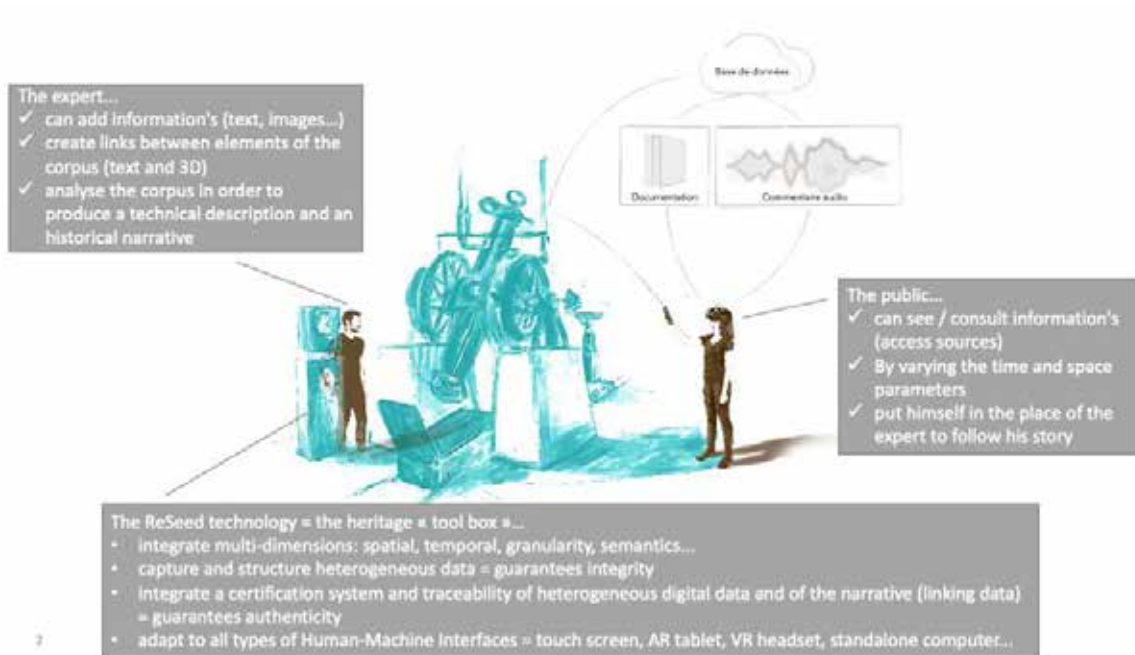 Base de données
The expert...
✓ can add information's (text, images...)
✓ create links between elements of the
corpus (text and 3D)
✓ analyse the corpus in order to
produce a technical description and an
historical narrative
Documentation
Commentaire audio
The public...
✓ can see / consult information's
(access sources)
✓ By varying the time and space
parameters
✓ put himself in the place of the
expert to follow his story
The ReSeed technology = the heritage « tool box »...
• integrate multi-dimensions: spatial, temporal, granularity, semantics...
• capture and structure heterogeneous data = guarantees integrity
• integrate a certification system and traceability of heterogeneous digital data and of the narrative (linking data)
= guarantees authenticity
• adapt to all types of Human-Machine Interfaces = touch screen, AR tablet, VR headset, standalone computer...
2